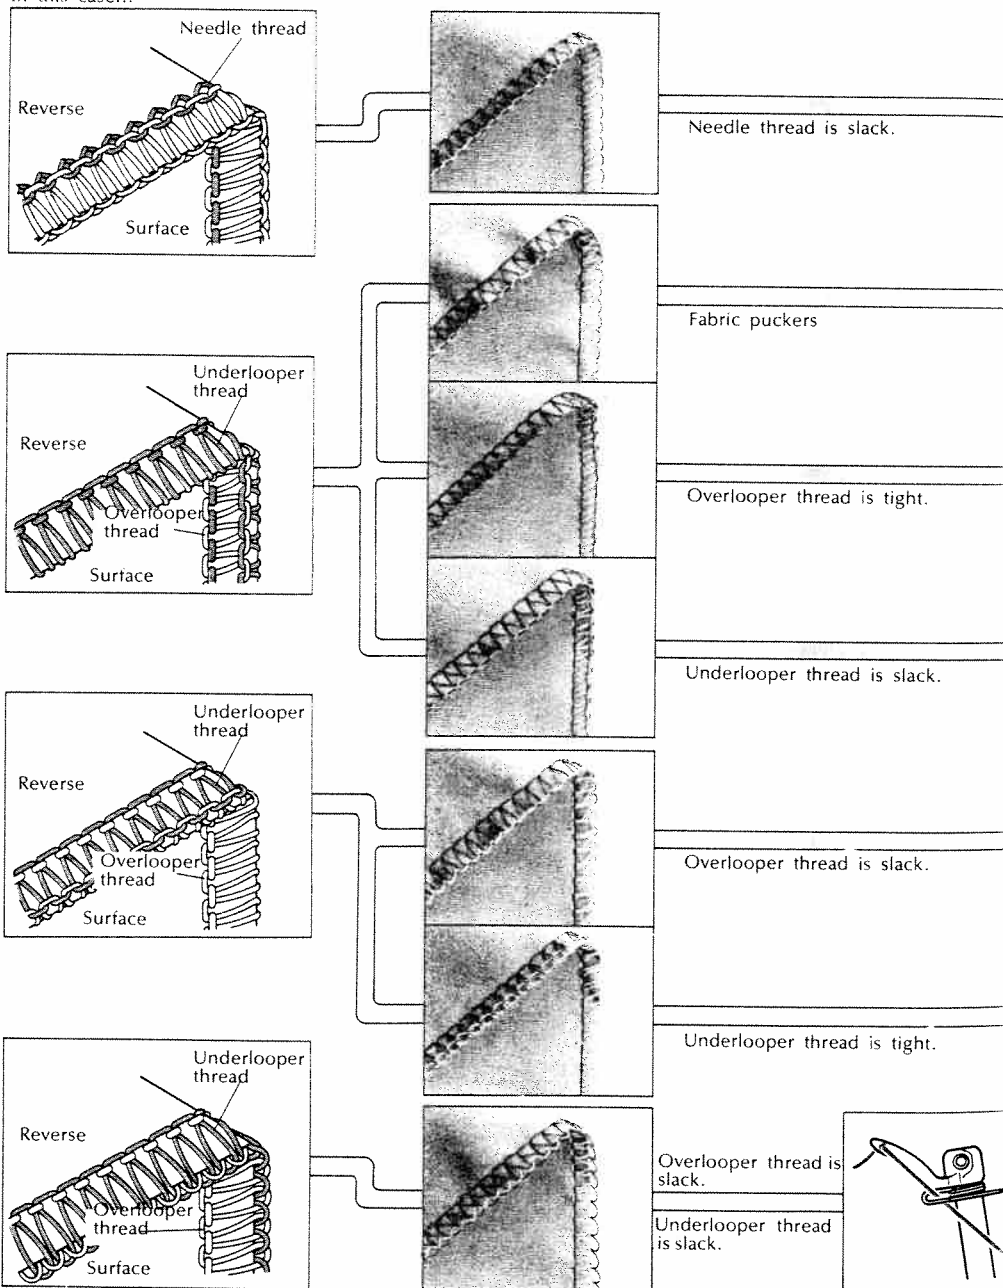 Needle thread
Reverse
Surface
Needle thread is slack.
Fabric puckers
Underlooper
thread
Reverse
Overlooper
thread
Surface
Overlooper thread is tight.
Underlooper thread is slack.
Underlooper
thread
Reverse
Overlooper
thread
Surface
Overlooper thread is slack.
Underlooper thread is tight.
Underlooper
thread
Reverse
Overlooper
thread
Surface
Overlooper thread is
slack.
Underlooper thread
is slack.